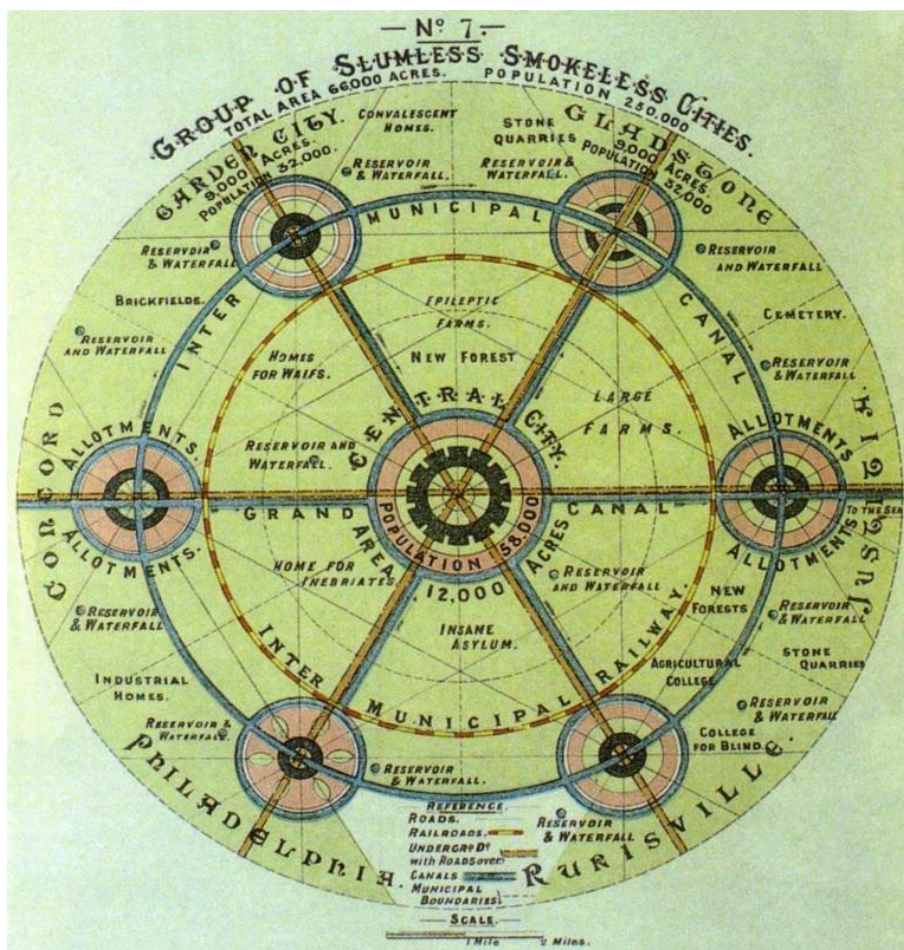 — Nº 7. —
GROUP OF SLUMLESS SMOKELESS CITIES.
TOTAL AREA 66,000 ACRES. POPULATION 250,000
GARDEN CITY.
9,000 ACRES.
POPULATION 32,000.
CONVALESCENT
HOMES.
STONE
QUARRIES
GLADSTONE
9,000 ACRES.
POPULATION
32,000
RESERVOIR
& WATERFALL
RESERVOIR &
WATERFALL.
INTER MUNICIPAL CANAL
RESERVOIR
& WATERFALL
RESERVOIR
AND WATERFALL
BRICKFIELDS.
EPILEPTIC
FARMS.
CEMETERY.
RESERVOIR
AND WATERFALL
HOMES
FOR WAIFS.
NEW FOREST
RESERVOIR
& WATERFALL
LARGE
FARMS.
CONCORD
ALLOTMENTS
CENTRAL CITY.
ALLOTMENTS
JUSTITIA
RESERVOIR AND
WATERFALL.
GRAND CANAL
TO THE SEA
POPULATION 58,000
AREA 12,000 ACRES
ALLOTMENTS.
ALLOTMENTS
HOME FOR
INEBRIATES.
RESERVOIR
AND WATERFALL
RESERVOIR
& WATERFALL
INSANE
ASYLUM.
NEW
FORESTS
RESERVOIR
& WATERFALL
INTER MUNICIPAL RAILWAY.
STONE
QUARRIES
INDUSTRIAL
HOMES.
AGRICULTURAL
COLLEGE
RESERVOIR
& WATERFALL
RESERVOIR &
WATERFALL.
COLLEGE
FOR BLIND.
PHILADELPHIA.
RESERVOIR
& WATERFALL.
RURISVILLE.
REFERENCE.
ROADS.
RAILROADS.
UNDERGRᴰ Dº
with ROADS over
CANALS
MUNICIPAL
BOUNDARIES
RESERVOIR
& WATERFALL
— SCALE. —
1 Mile 2 Miles.